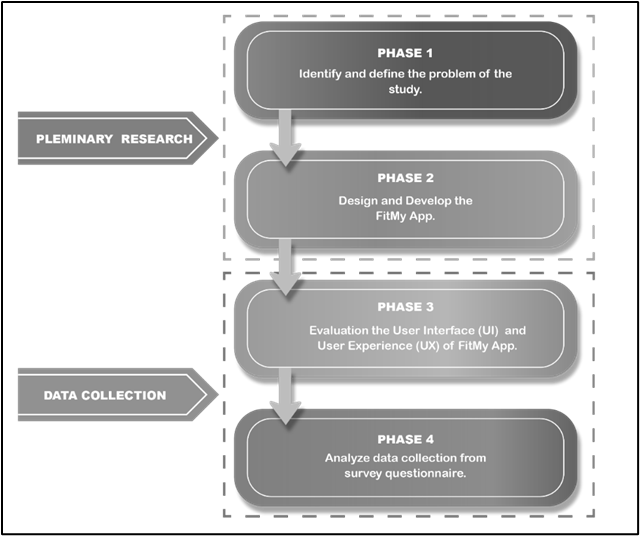 PHASE 1
Identify and define the problem of the
study.
PLEMINARY RESEARCH
PHASE 2
Design and Develop the
FitMy App.
PHASE 3
Evaluation the User Interface (UI) and
User Experience (UX) of FitMy App.
DATA COLLECTION
PHASE 4
Analyze data collection from
survey questionnaire.